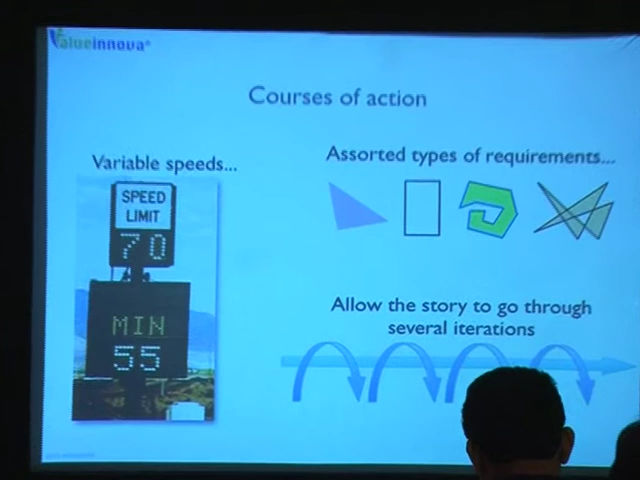 Valueinnova®
Courses of action
Variable speeds...
Assorted types of requirements...
SPEED
LIMIT
70
MIN
55
Allow the story to go through
several iterations